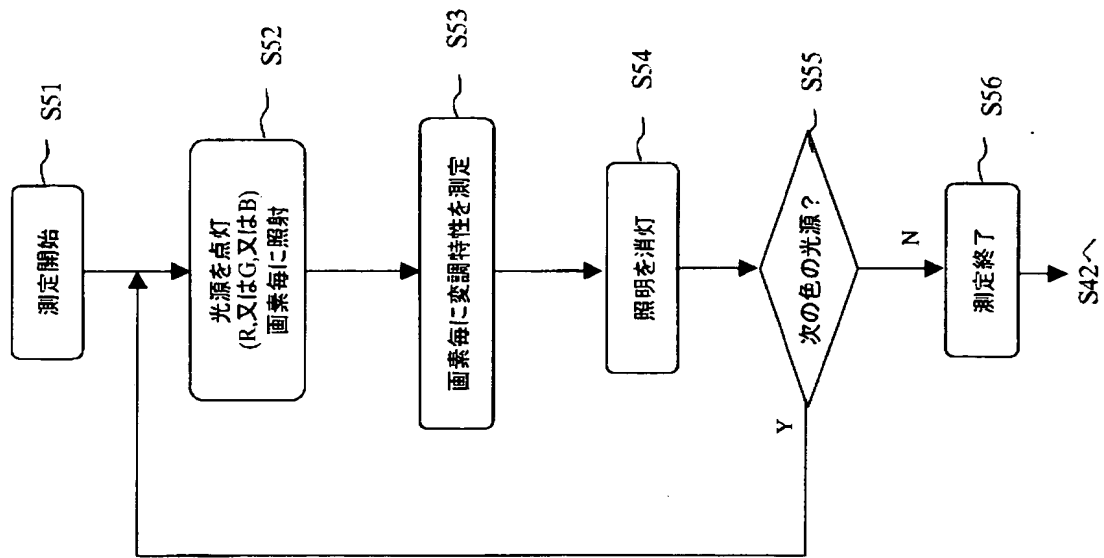 測定開始
S51
光源を点灯
(R,又はG,又はB)
画素毎に照射
S52
画素毎に変調特性を測定
S53
照明を消灯
S54
次の色の光源?
S55
Y
N
測定終了
S56
S42へ